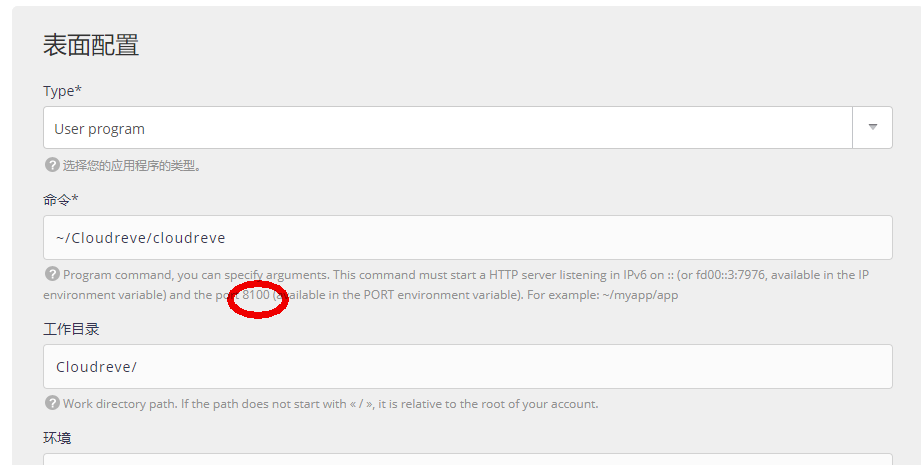 表面配置
Type*
User program
选择您的应用程序的类型。
命令*
~/Cloudreve/cloudreve
Program command, you can specify arguments. This command must start a HTTP server listening in IPv6 on :: (or fd00::3:7976, available in the IP
environment variable) and the port 8100 (available in the PORT environment variable). For example: ~/myapp/app
工作目录
Cloudreve/
Work directory path. If the path does not start with « / », it is relative to the root of your account.
环境